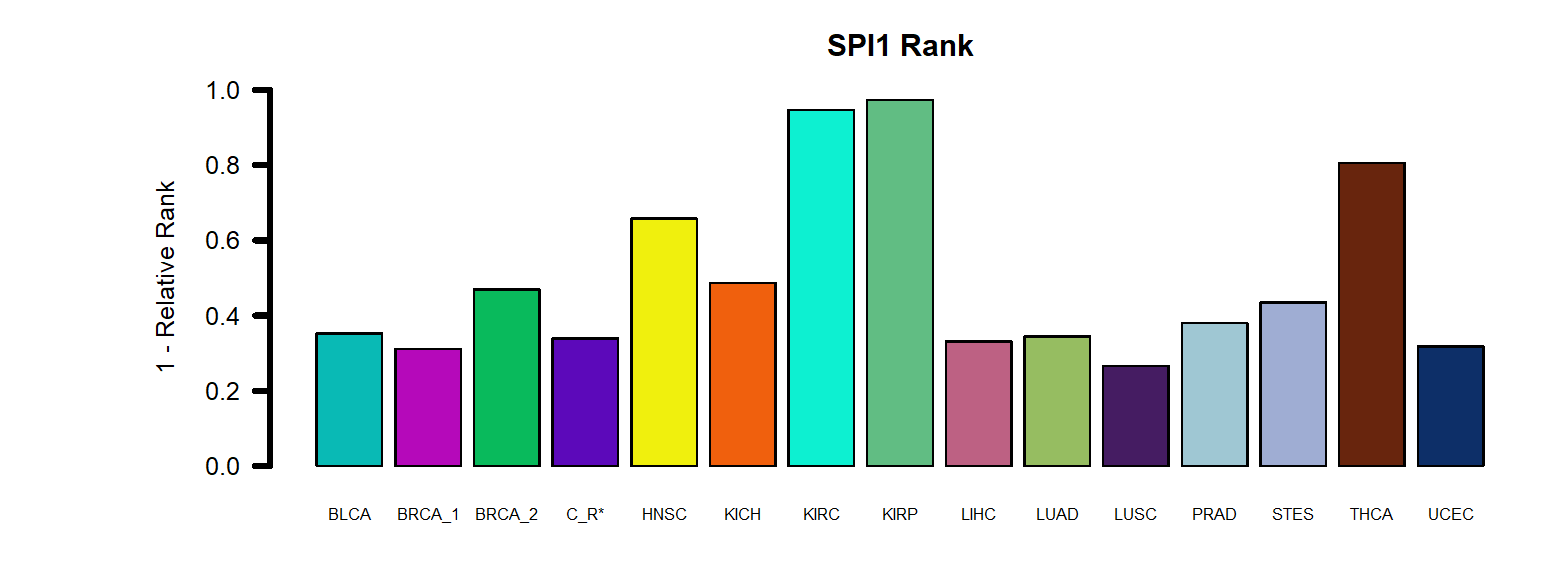 SPI1 Rank
1 - Relative Rank
1.0
0.8
0.6
0.4
0.2
0.0
BLCA BRCA_1 BRCA_2 C_R* HNSC KICH KIRC KIRP LIHC LUAD LUSC PRAD STES THCA UCEC